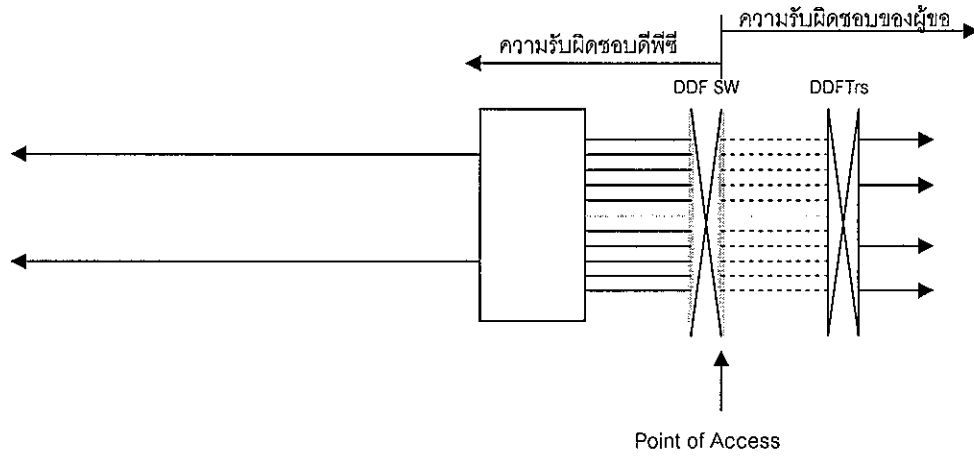 ความรับผิดชอบของผู้ขอ
ความรับผิดชอบดีพีซี
DDF SW
DDFTrs
Point of Access